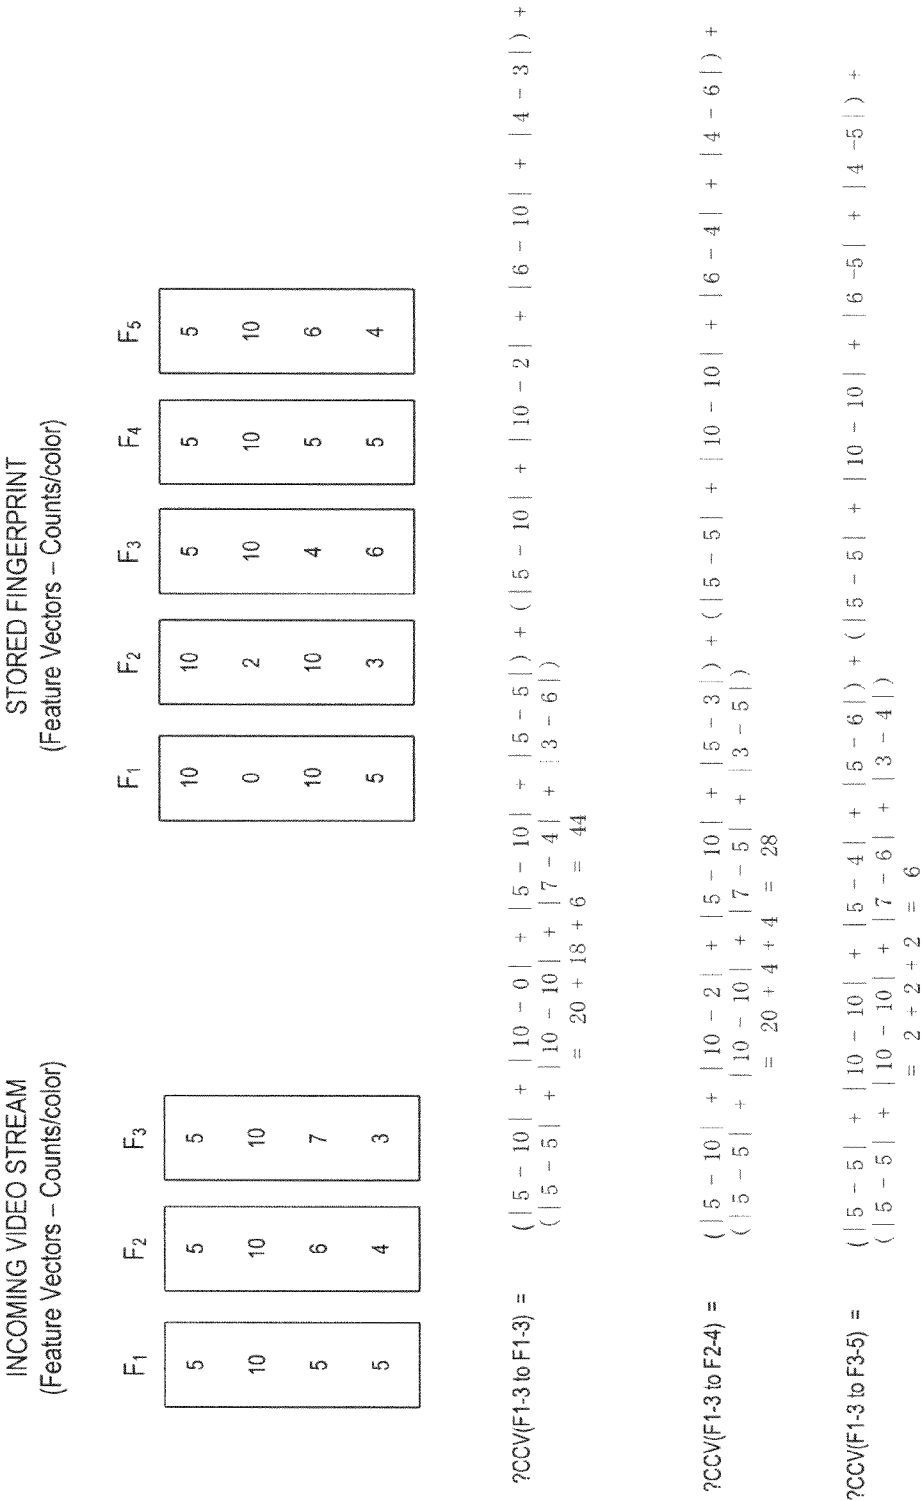 INCOMING VIDEO STREAM
(Feature Vectors – Counts/color)
F1 F2 F3
5 5 5
10 10 10
5 6 7
5 4 3
STORED FINGERPRINT
(Feature Vectors – Counts/color)
F1 F2 F3 F4 F5
10 10 5 5 5
0 2 10 10 10
10 10 4 5 6
5 3 6 5 4
?CCV(F1-3 to F1-3) = (|5 - 10| + |10 - 0| + |5 - 10| + |5 - 5|) + (|5 - 10| + |10 - 2| + |6 - 10| + |4 - 3|) +
(|5 - 5| + |10 - 10| + |7 - 4| + |3 - 6|)
= 20 + 18 + 6 = 44
?CCV(F1-3 to F2-4) = (|5 - 10| + |10 - 2| + |5 - 10| + |5 - 3|) + (|5 - 5| + |10 - 10| + |6 - 4| + |4 - 6|) +
(|5 - 5| + |10 - 10| + |7 - 5| + |3 - 5|)
= 20 + 4 + 4 = 28
?CCV(F1-3 to F3-5) = (|5 - 5| + |10 - 10| + |5 - 4| + |5 - 6|) + (|5 - 5| + |10 - 10| + |6 -5| + |4 -5|) +
(|5 - 5| + |10 - 10| + |7 - 6| + |3 - 4|)
= 2 + 2 + 2 = 6